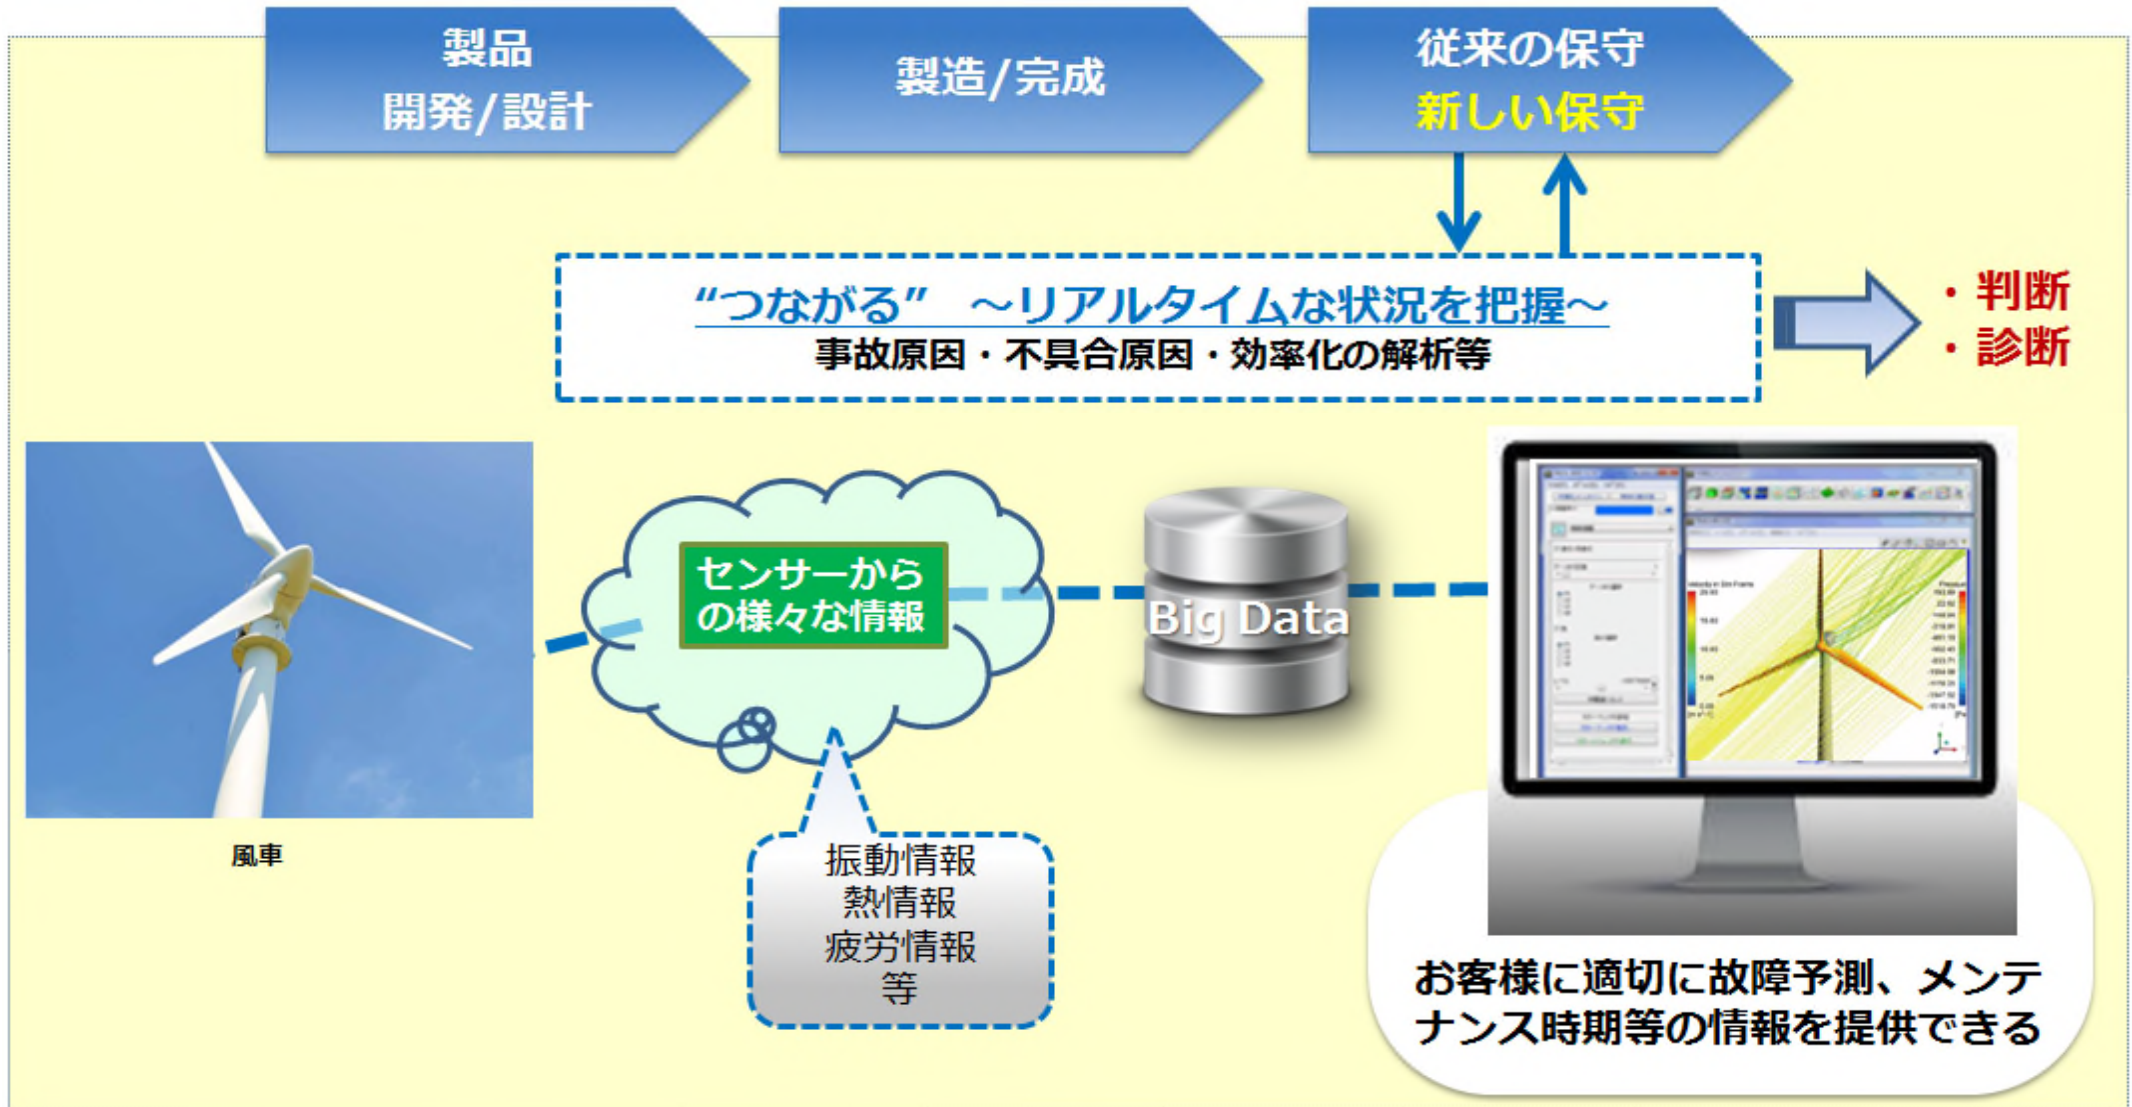 製品
開発/設計
製造/完成
従来の保守
新しい保守
“つながる” ～リアルタイムな状況を把握～
事故原因・不具合原因・効率化の解析等
・判断
・診断
センサーから
の様々な情報
Big Data
風車
振動情報
熱情報
疲労情報
等
お客様に適切に故障予測、メンテ
ナンス時期等の情報を提供できる